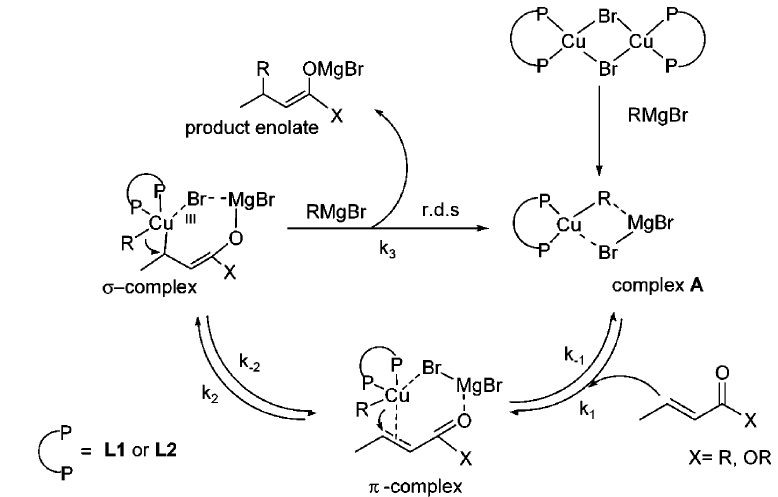 P Br P
Cu Cu
P Br P
RMgBr
R OMgBr
X
product enolate
P
P Br MgBr
Cu III
R O
X
σ–complex
RMgBr r.d.s
k3
P R
Cu MgBr
P Br
complex A
k-2
k2
k-1
k1
P Br
P MgBr
R Cu
O
X
π -complex
O
X
X= R, OR
P
P = L1 or L2